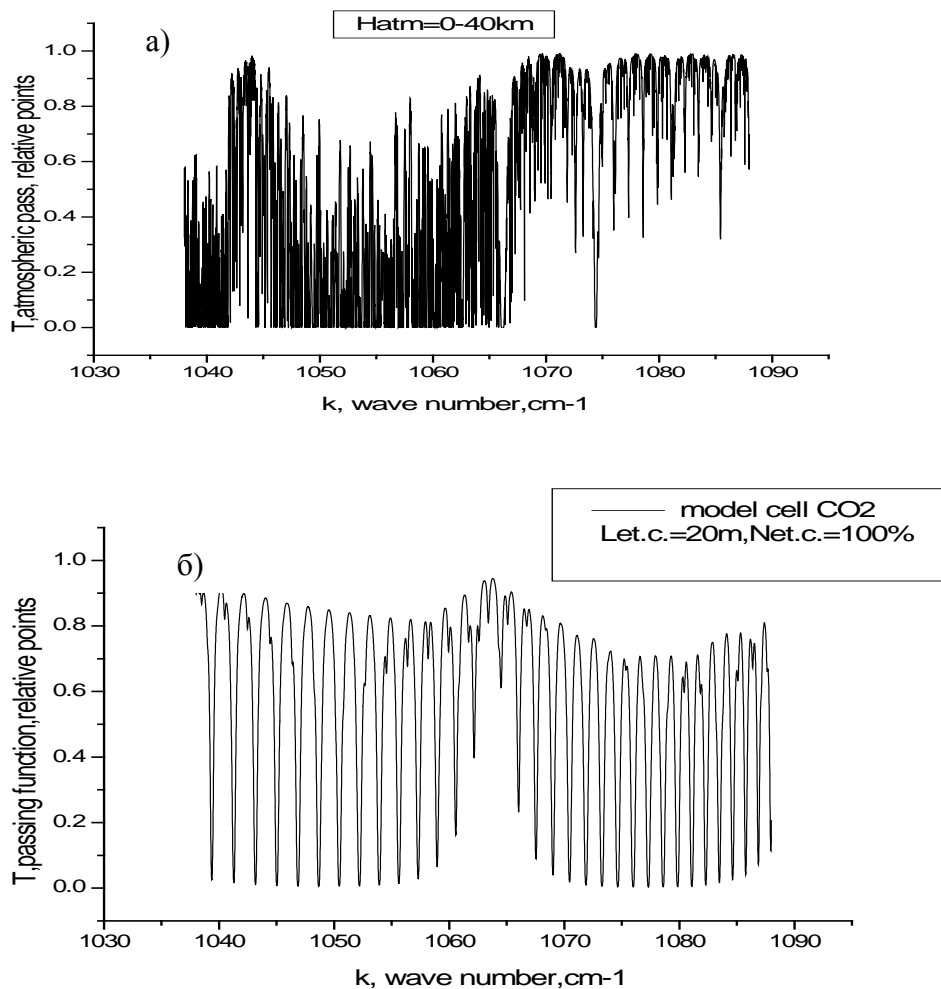 Hatm=0-40km
а)
T,atmospheric pass, relative points
1.0
0.8
0.6
0.4
0.2
0.0
1030 1040 1050 1060 1070 1080 1090
k, wave number,cm-1
model cell CO2
Let.c.=20m,Net.c.=100%
б)
T,passing function,relative points
1.0
0.8
0.6
0.4
0.2
0.0
1030 1040 1050 1060 1070 1080 1090
k, wave number,cm-1